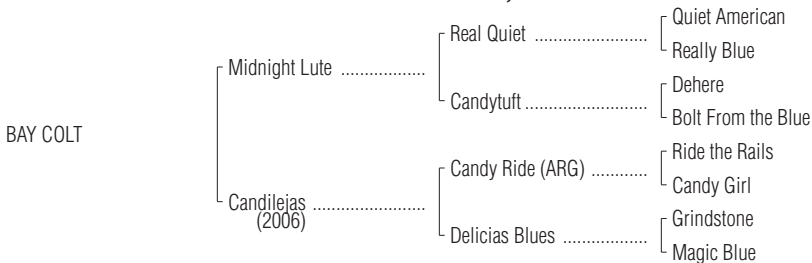 Quiet American
Real Quiet ........................
Really Blue
Midnight Lute ..................
Dehere
Candytuft ..........................
Bolt From the Blue
BAY COLT
Ride the Rails
Candy Ride (ARG) ............
Candy Girl
Candilejas ........................
(2006)
Grindstone
Delicias Blues ..................
Magic Blue